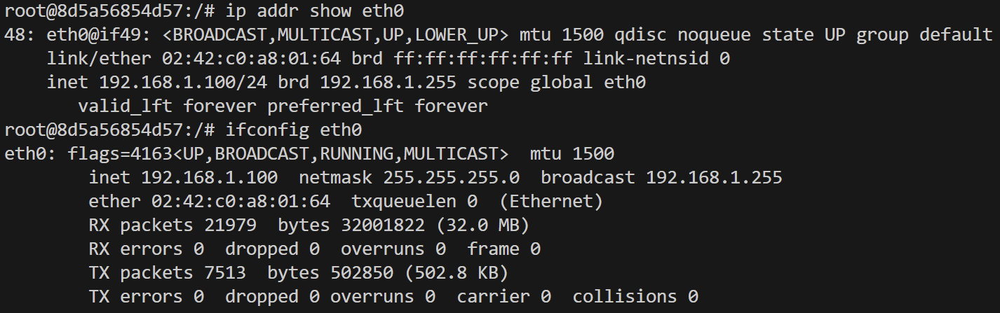 root@8d5a56854d57:/# ip addr show eth0
48: eth0@if49: <BROADCAST,MULTICAST,UP,LOWER_UP> mtu 1500 qdisc noqueue state UP group default
    link/ether 02:42:c0:a8:01:64 brd ff:ff:ff:ff:ff:ff link-netnsid 0
    inet 192.168.1.100/24 brd 192.168.1.255 scope global eth0
       valid_lft forever preferred_lft forever
root@8d5a56854d57:/# ifconfig eth0
eth0: flags=4163<UP,BROADCAST,RUNNING,MULTICAST>  mtu 1500
        inet 192.168.1.100  netmask 255.255.255.0  broadcast 192.168.1.255
        ether 02:42:c0:a8:01:64  txqueuelen 0  (Ethernet)
        RX packets 21979  bytes 32001822 (32.0 MB)
        RX errors 0  dropped 0  overruns 0  frame 0
        TX packets 7513  bytes 502850 (502.8 KB)
        TX errors 0  dropped 0 overruns 0  carrier 0  collisions 0